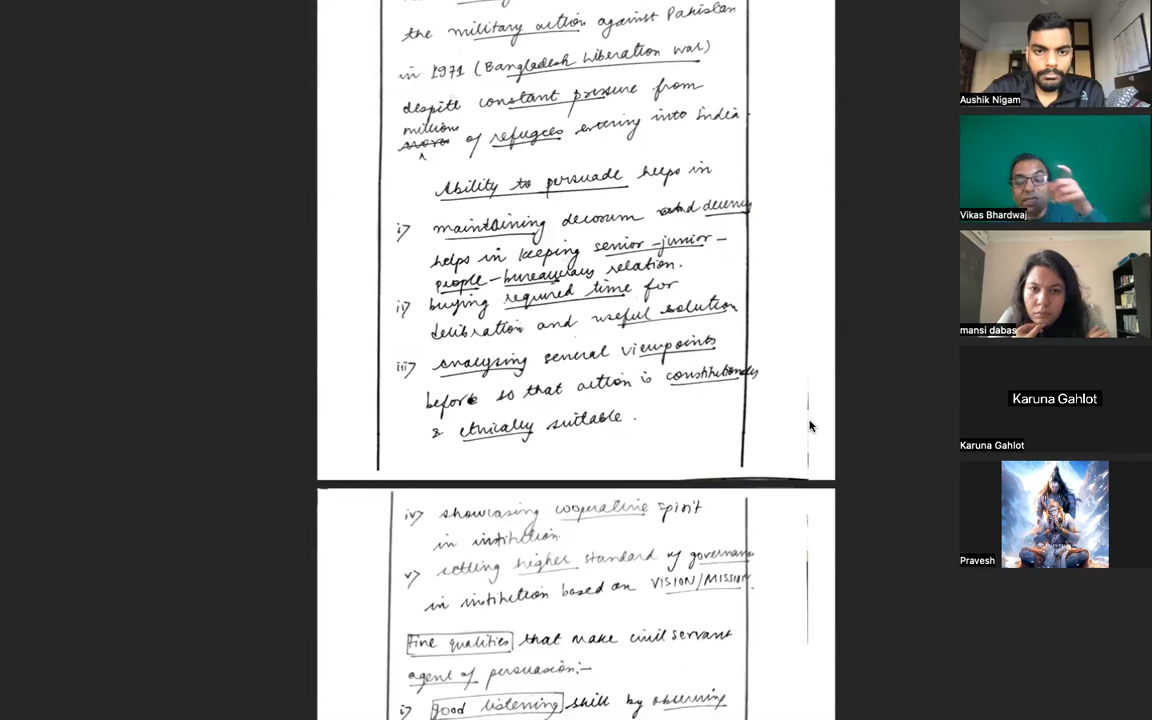 the military action against Pakistan
in 1971 (Bangladesh Liberation war)
despite constant pressure from
millions
of refugees entering into India.
Ability to persuade helps in
i) maintaining decorum and decency
helps in keeping senior-junior-
people-bureaucracy relation.
ii) buying required time for
delibration and useful solution
iii) analysing several viewpoints
before so that action is constitutionally
& ethically suitable.
iv) showcasing cooperative spirit
in institution.
v) setting higher standard of governance
in institution based on VISION/MISSION.
Fine qualities that make civil servant
agent of persuasion:-
i) good listening skill by observing
Aushik Nigam
Vikas Bhardwaj
mansi dabas
Karuna Gahlot
Karuna Gahlot
Pravesh